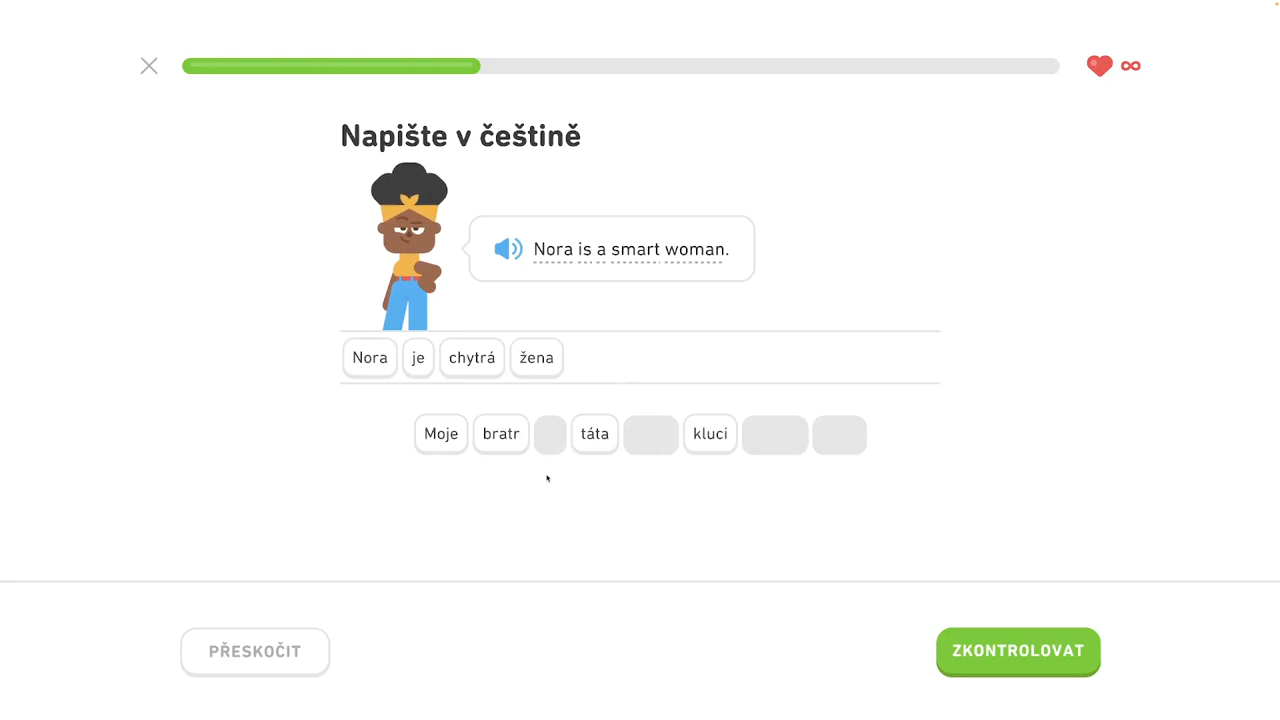 ∞
Napište v češtině
Nora is a smart woman.
Nora je chytrá žena
Moje bratr táta kluci
PŘESKOČIT ZKONTROLOVAT